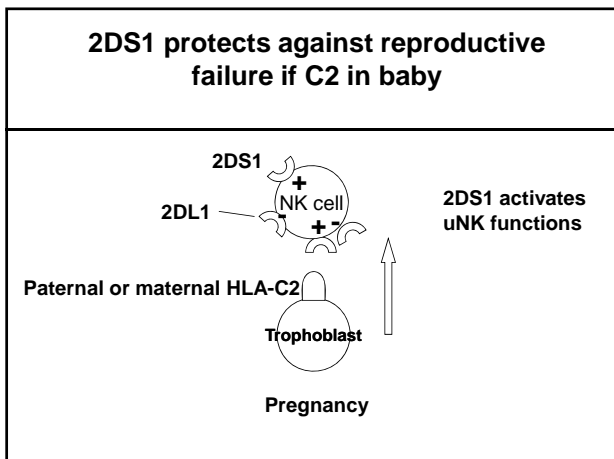 2DS1 protects against reproductive
failure if C2 in baby
2DS1
+
NK cell
2DL1
-
+
-
2DS1 activates
uNK functions
Paternal or maternal HLA-C2
Trophoblast
Pregnancy